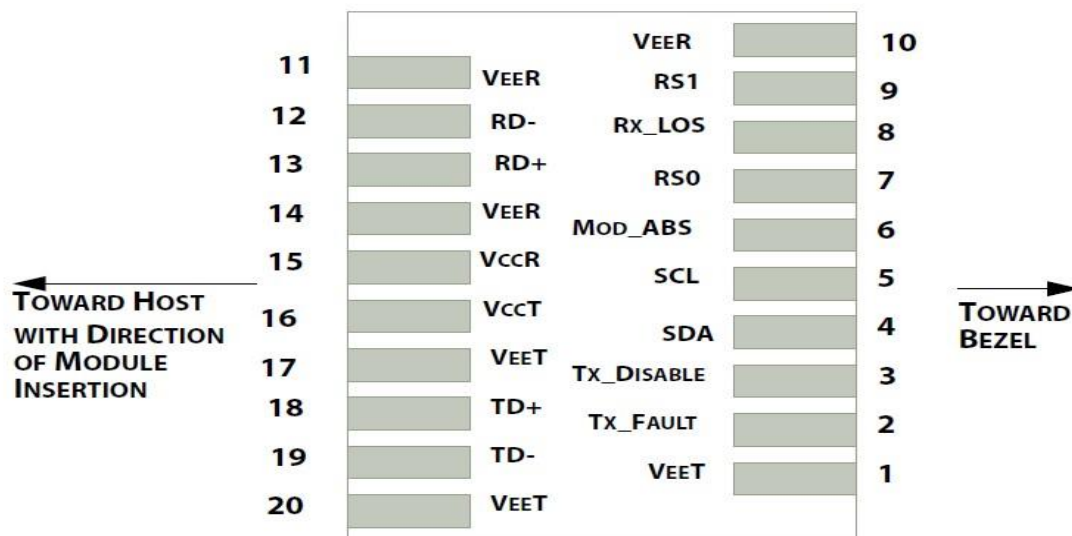 11 VEER
12 RD-
13 RD+
14 VEER
15 VCCR
16 VCCT
17 VEET
18 TD+
19 TD-
20 VEET
VEER 10
RS1 9
RX_LOS 8
RS0 7
MOD_ABS 6
SCL 5
SDA 4
TX_DISABLE 3
TX_FAULT 2
VEET 1
TOWARD HOST
WITH DIRECTION
OF MODULE
INSERTION
TOWARD
BEZEL